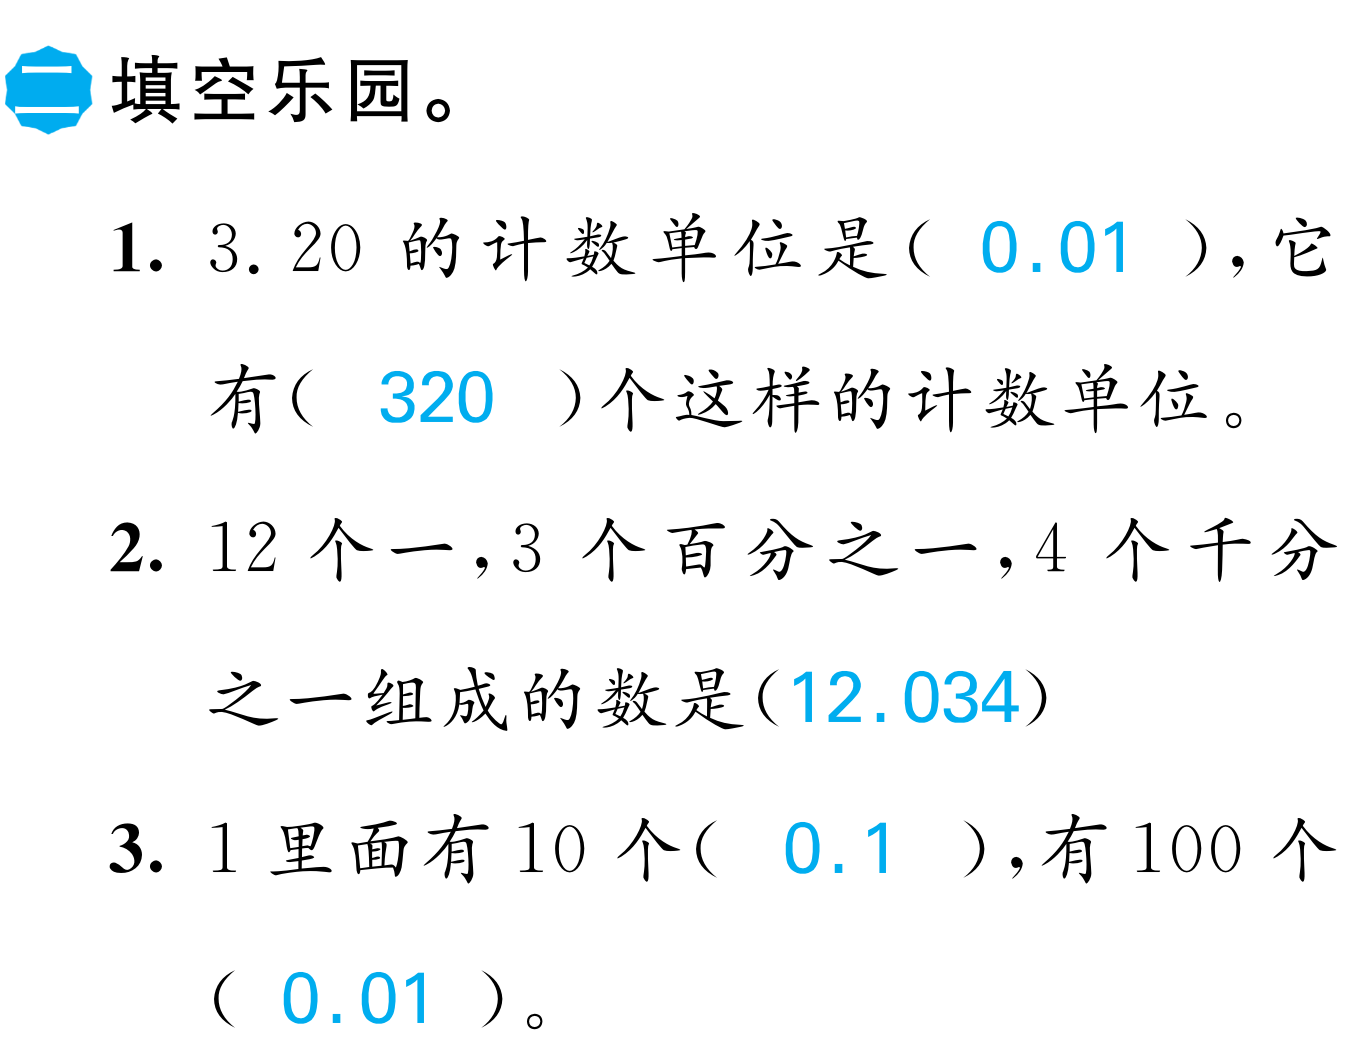 二 填空乐园。
1. 3.20 的计数单位是( 0.01 ),它
有( 320 )个这样的计数单位。
2. 12 个一,3 个百分之一,4 个千分
之一组成的数是(12.034)
3. 1 里面有 10 个( 0.1 ),有 100 个
( 0.01 )。